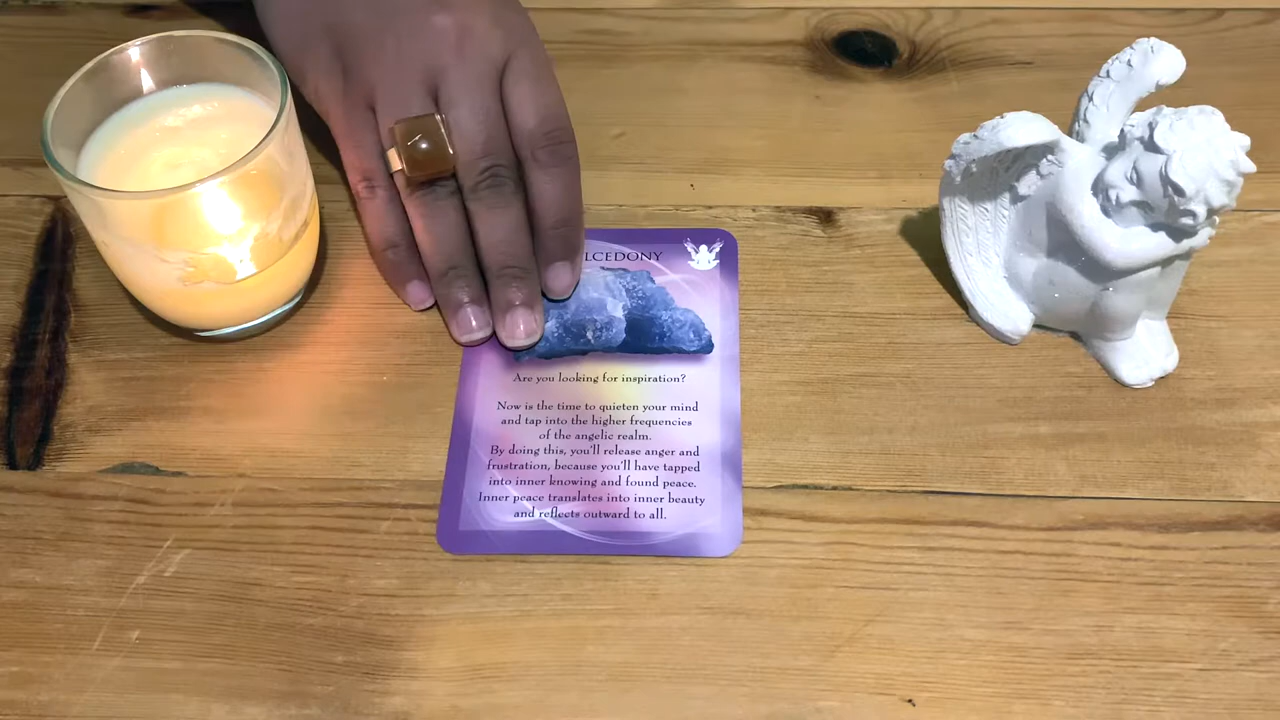 LCEDONY
Are you looking for inspiration?
Now is the time to quieten your mind
and tap into the higher frequencies
of the angelic realm.
By doing this, you'll release anger and
frustration, because you'll have tapped
into inner knowing and found peace.
Inner peace translates into inner beauty
and reflects outward to all.